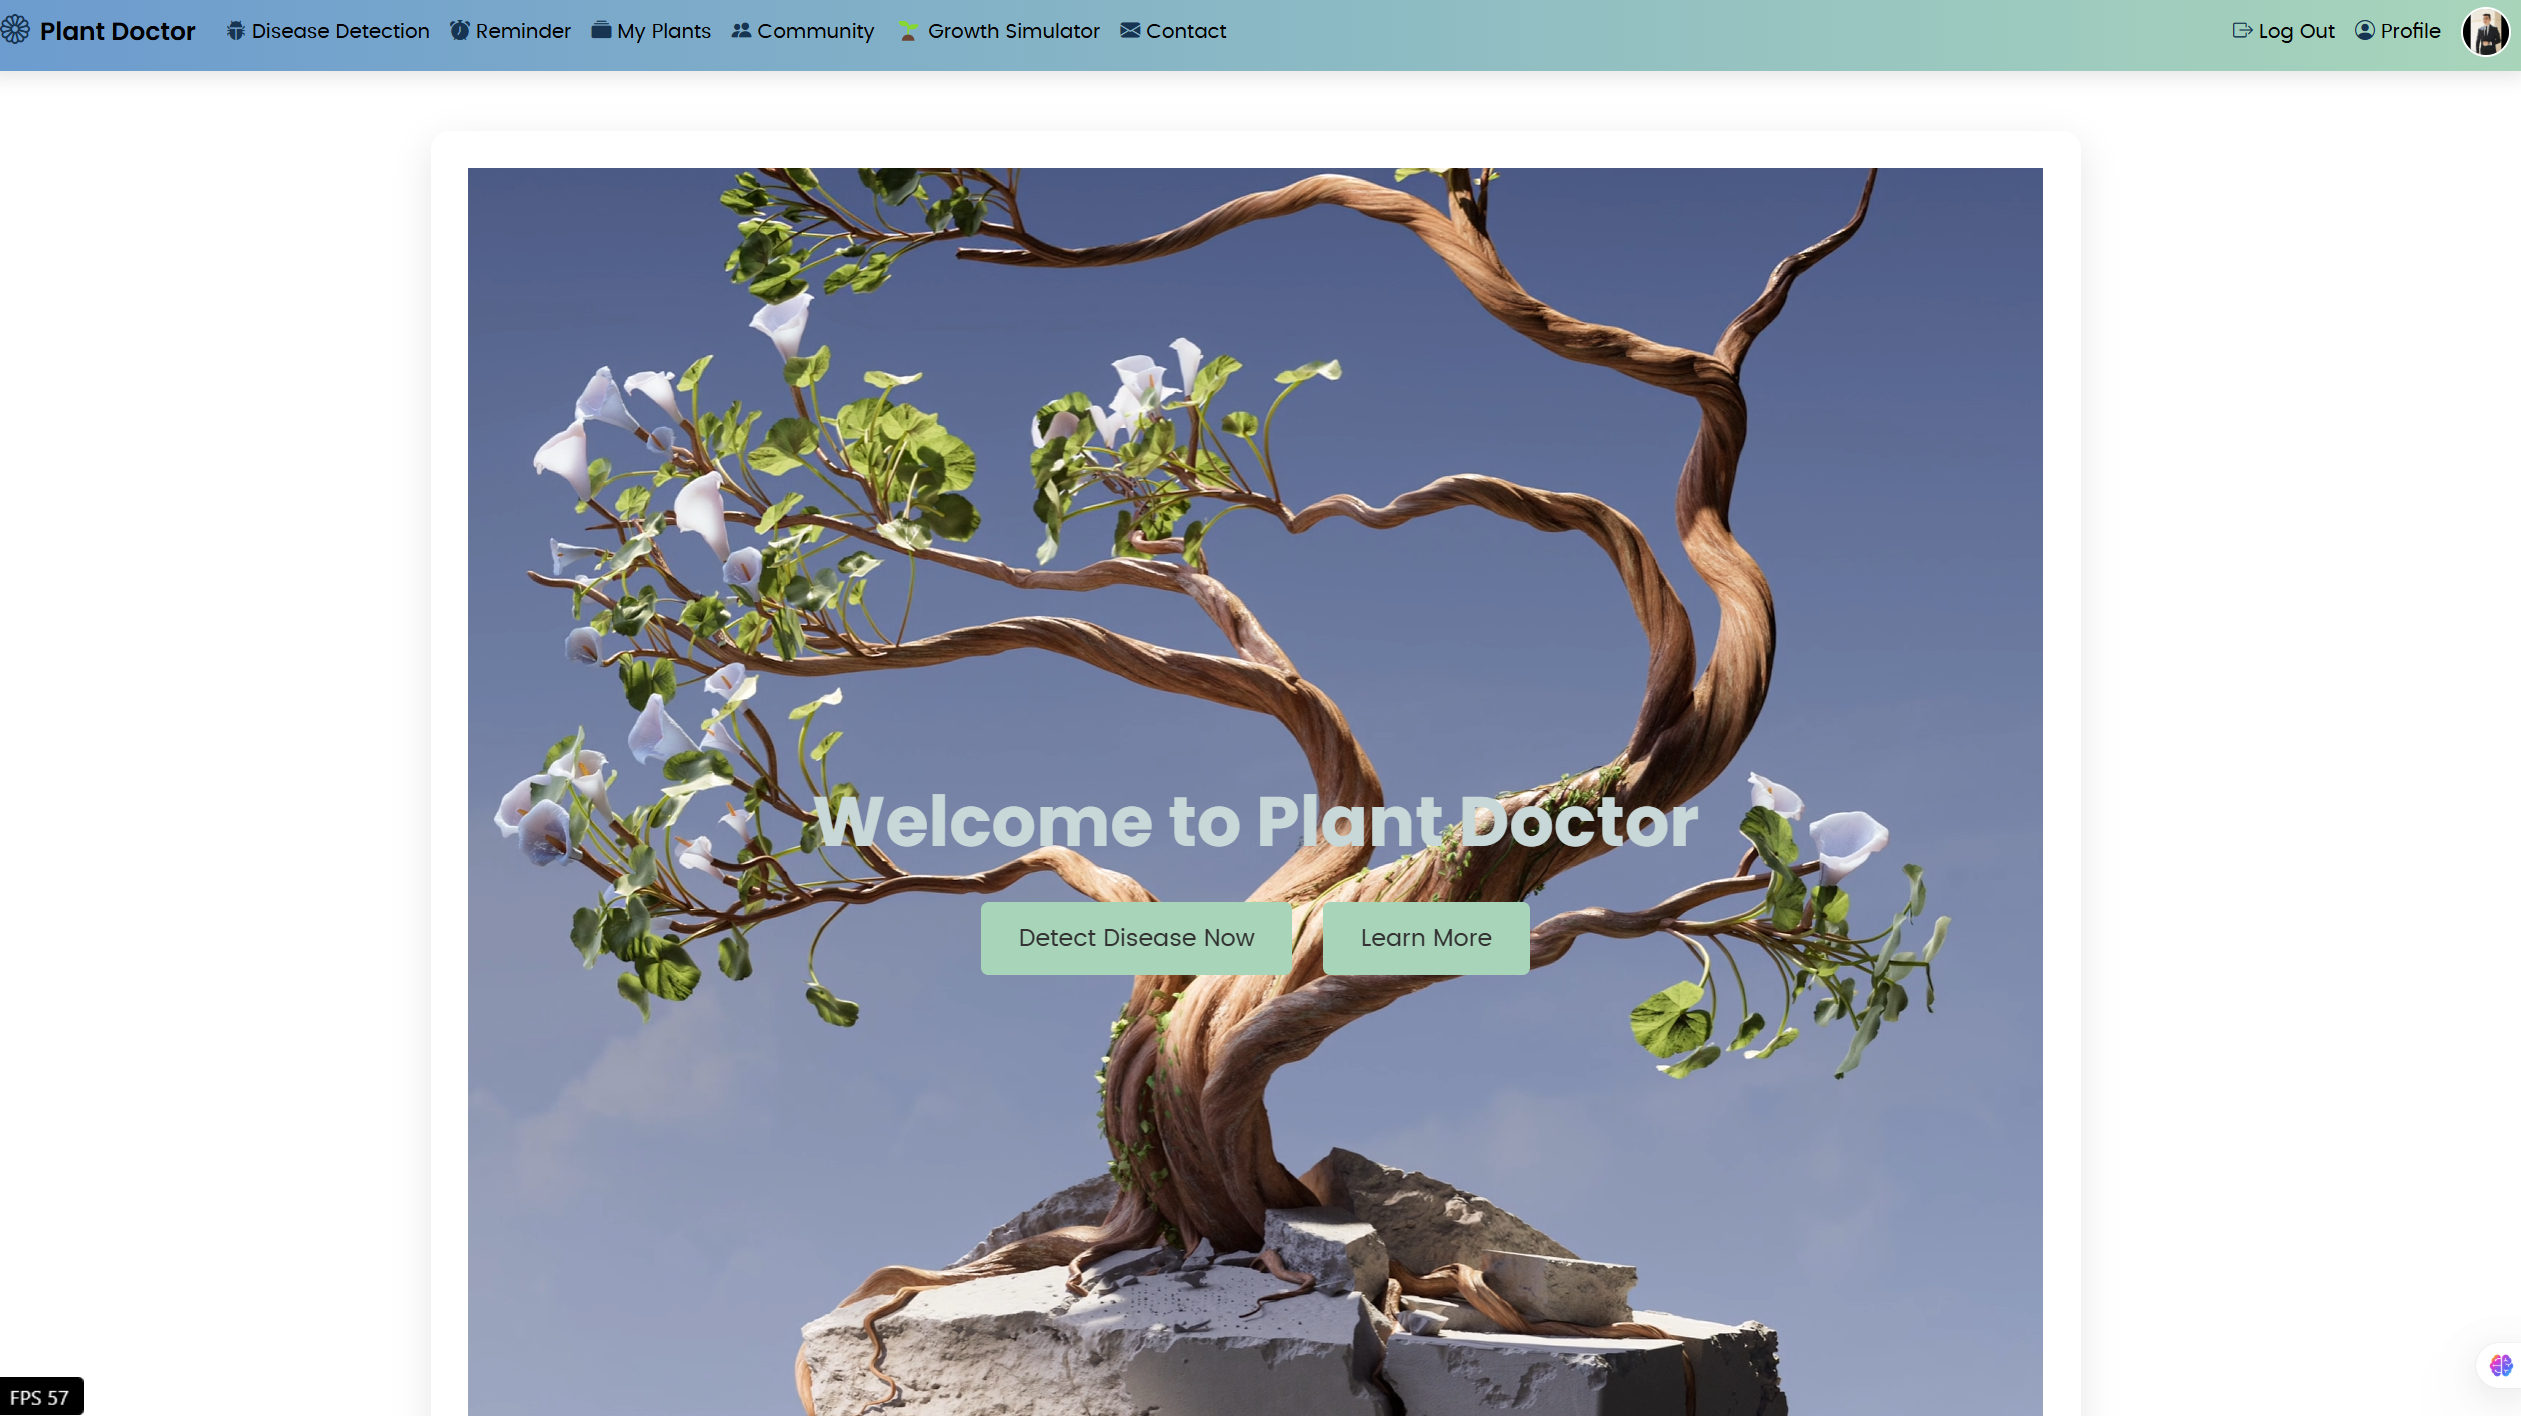 Plant Doctor Disease Detection Reminder My Plants Community Growth Simulator Contact Log Out Profile
Welcome to Plant Doctor
Detect Disease Now Learn More
FPS 57